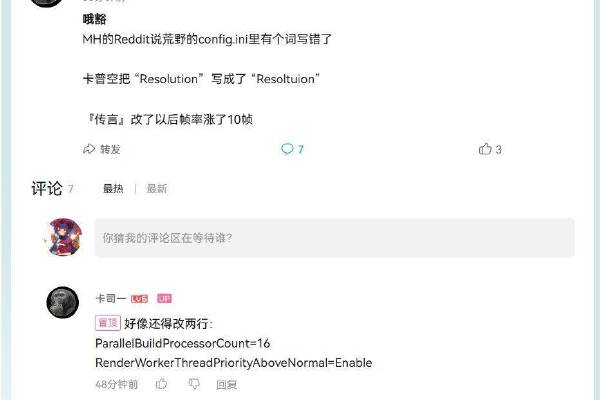 哦豁
MH的Reddit说荒野的config.ini里有个词写错了
卡普空把“Resolution” 写成了 “Resoltuion”
『传言』改了以后帧率涨了10帧
转发
7
3
评论 7
最热 | 最新
你猜我的评论区在等待谁?
卡司一 LV6 UP
置顶 好像还得改两行：
ParallelBuildProcessorCount=16
RenderWorkerThreadPriorityAboveNormal=Enable
48分钟前 回复